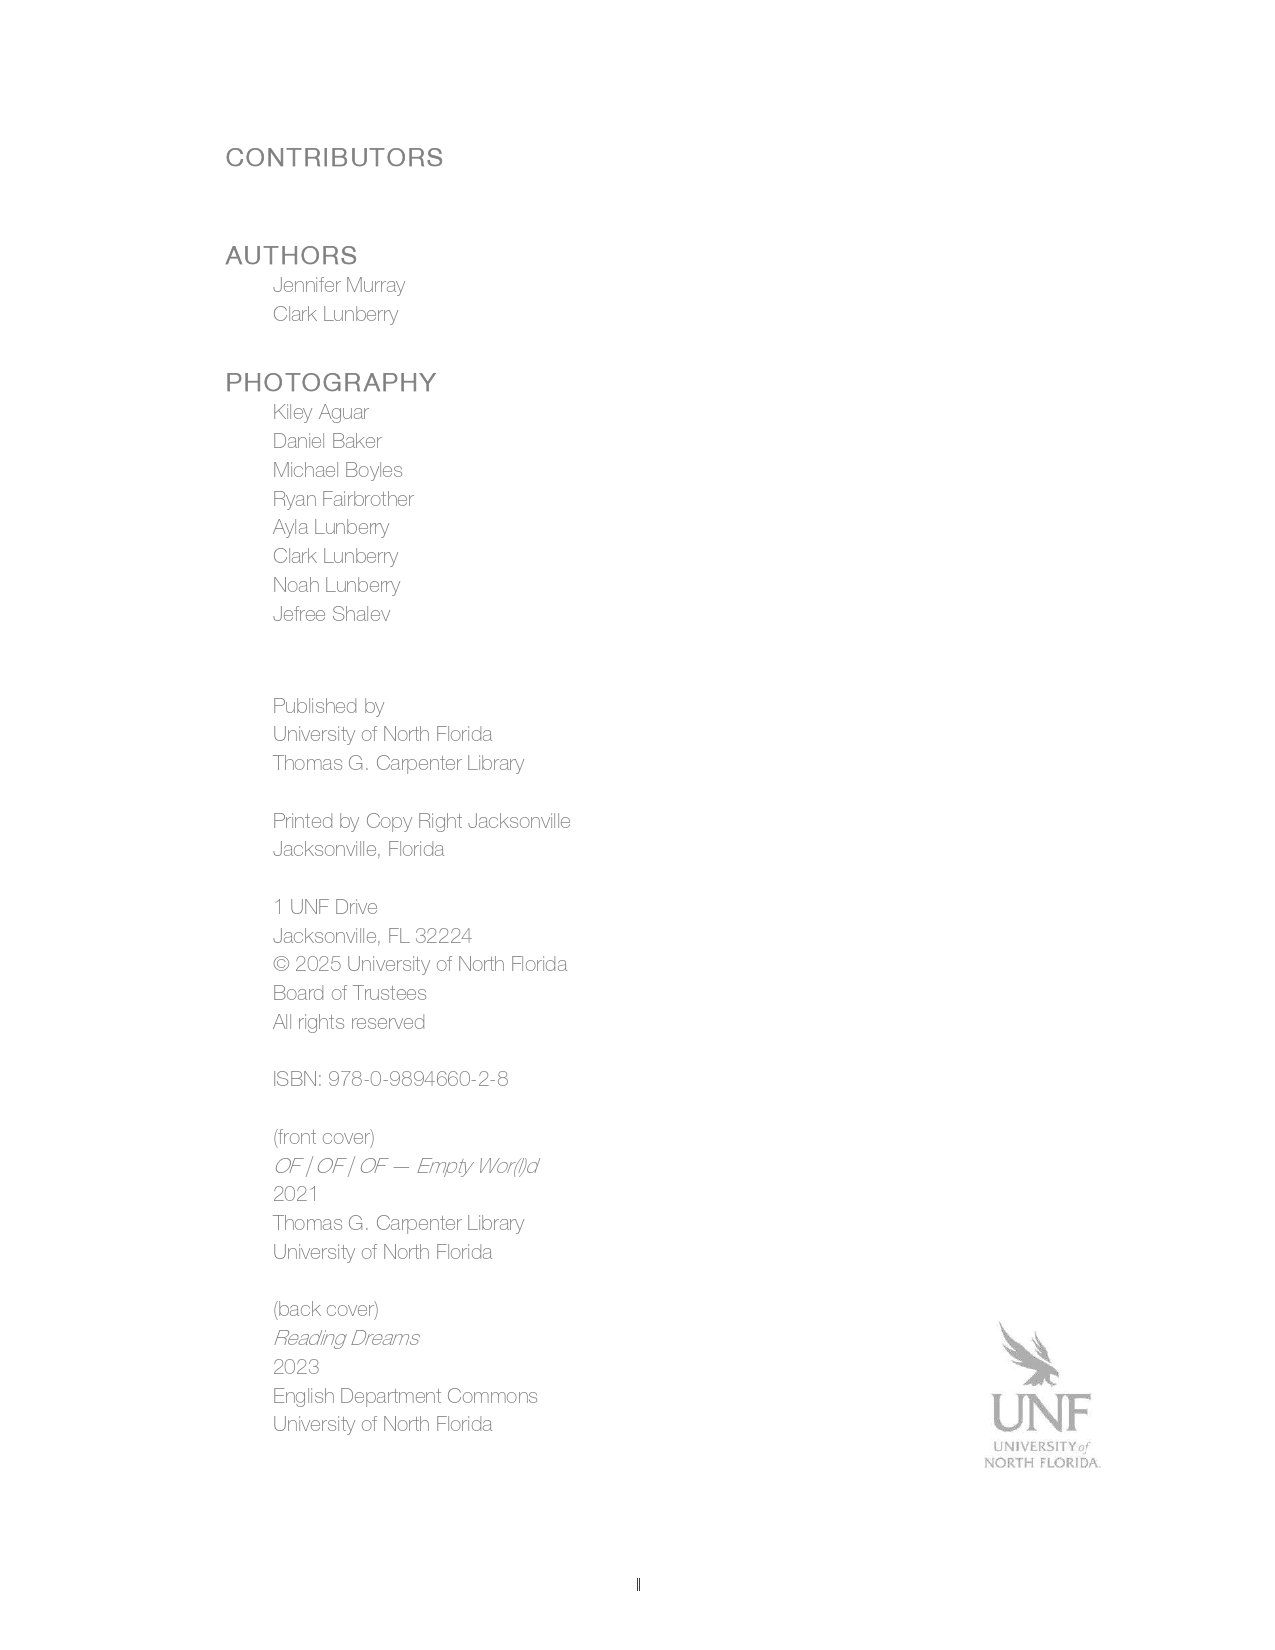 CONTRIBUTORS
AUTHORS
Jennifer Murray
Clark Lunberry
PHOTOGRAPHY
Kiley Aguar
Daniel Baker
Michael Boyles
Ryan Fairbrother
Ayla Lunberry
Clark Lunberry
Noah Lunberry
Jefree Shalev
Published by
University of North Florida
Thomas G. Carpenter Library
Printed by Copy Right Jacksonville
Jacksonville, Florida
1 UNF Drive
Jacksonville, FL 32224
© 2025 University of North Florida
Board of Trustees
All rights reserved
ISBN: 978-0-9894660-2-8
(front cover)
OF | OF | OF — Empty Wor(l)d
2021
Thomas G. Carpenter Library
University of North Florida
(back cover)
Reading Dreams
2023
English Department Commons
University of North Florida
UNF
UNIVERSITY of
NORTH FLORIDA.
II